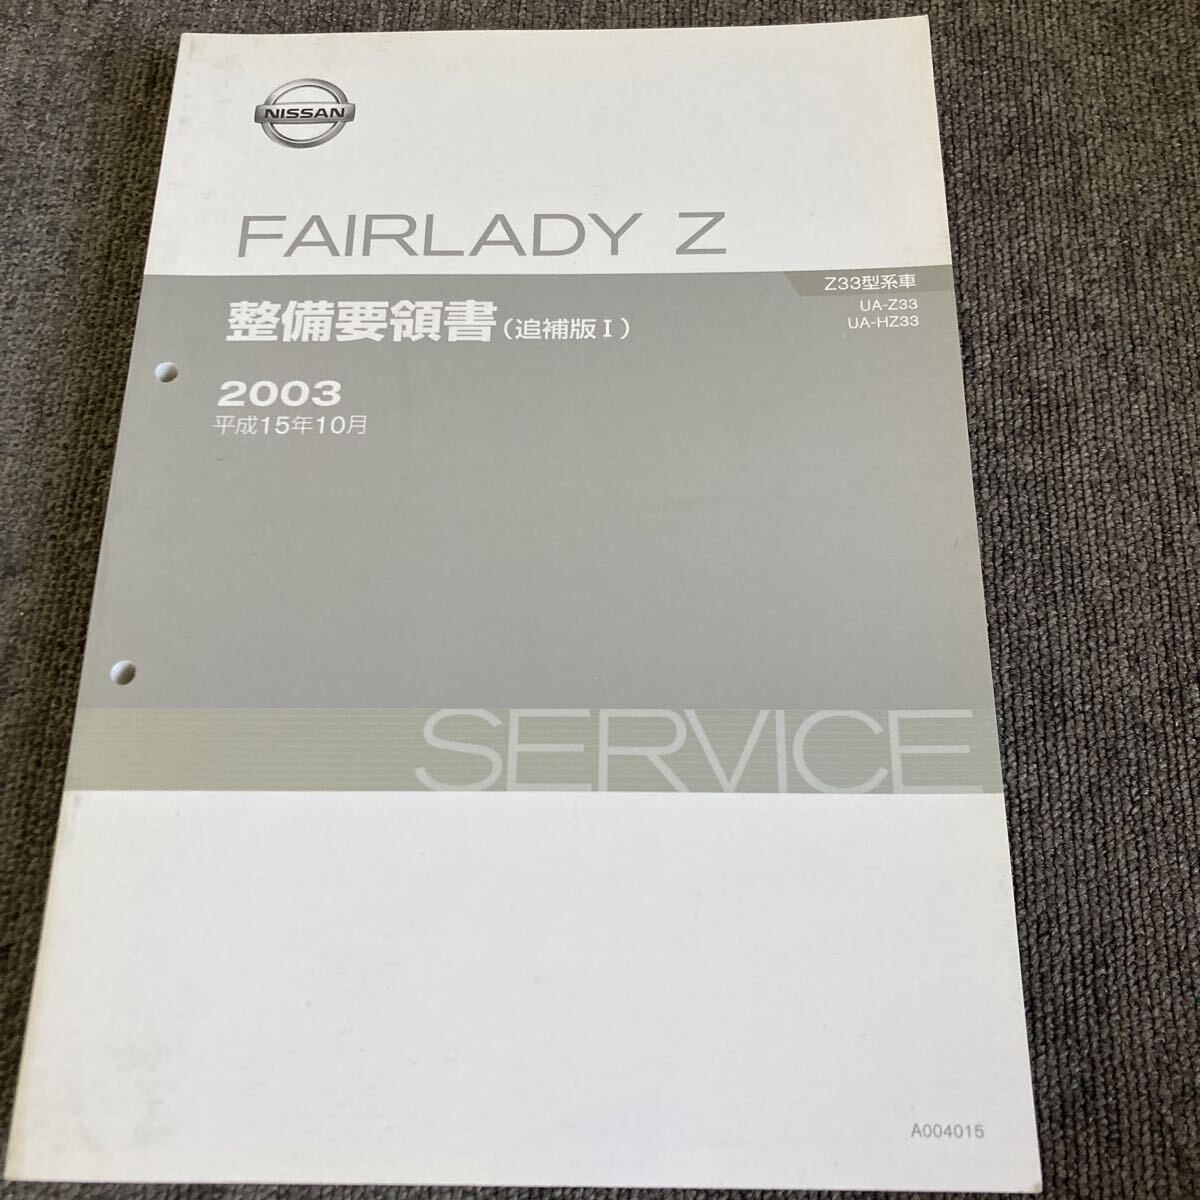 NISSAN
FAIRLADY Z
Z33型系車
UA-Z33
UA-HZ33
整備要領書(追補版Ⅰ)
2003
平成15年10月
SERVICE
A004015